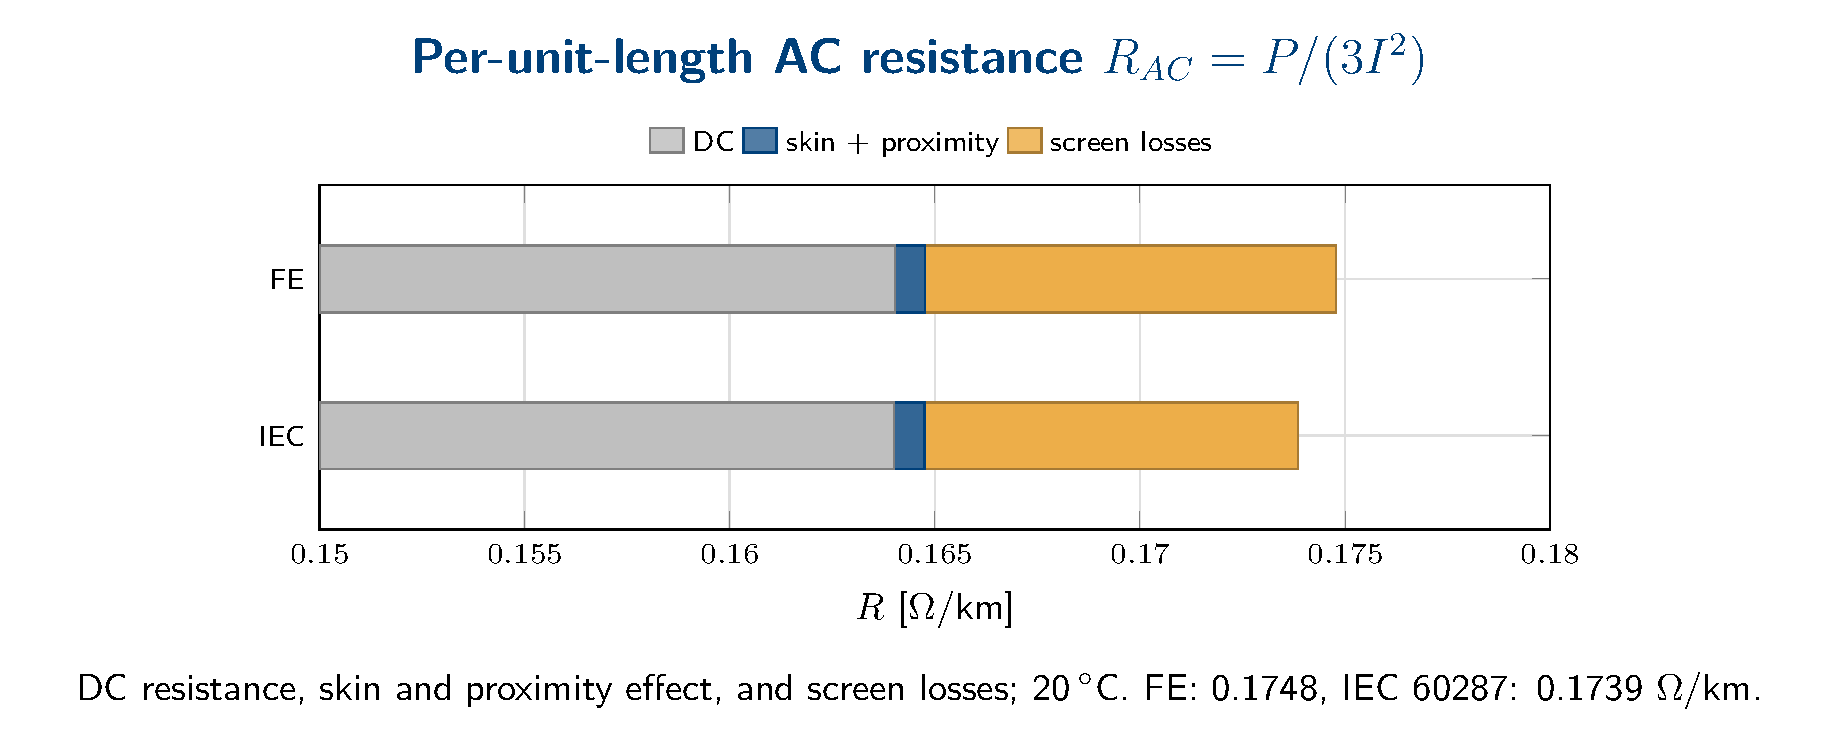 Per-unit-length AC resistance R_{AC} = P/(3I^2)
DC skin + proximity screen losses
FE
IEC
0.15 0.155 0.16 0.165 0.17 0.175 0.18
R [Ω/km]
DC resistance, skin and proximity effect, and screen losses; 20 °C. FE: 0.1748, IEC 60287: 0.1739 Ω/km.